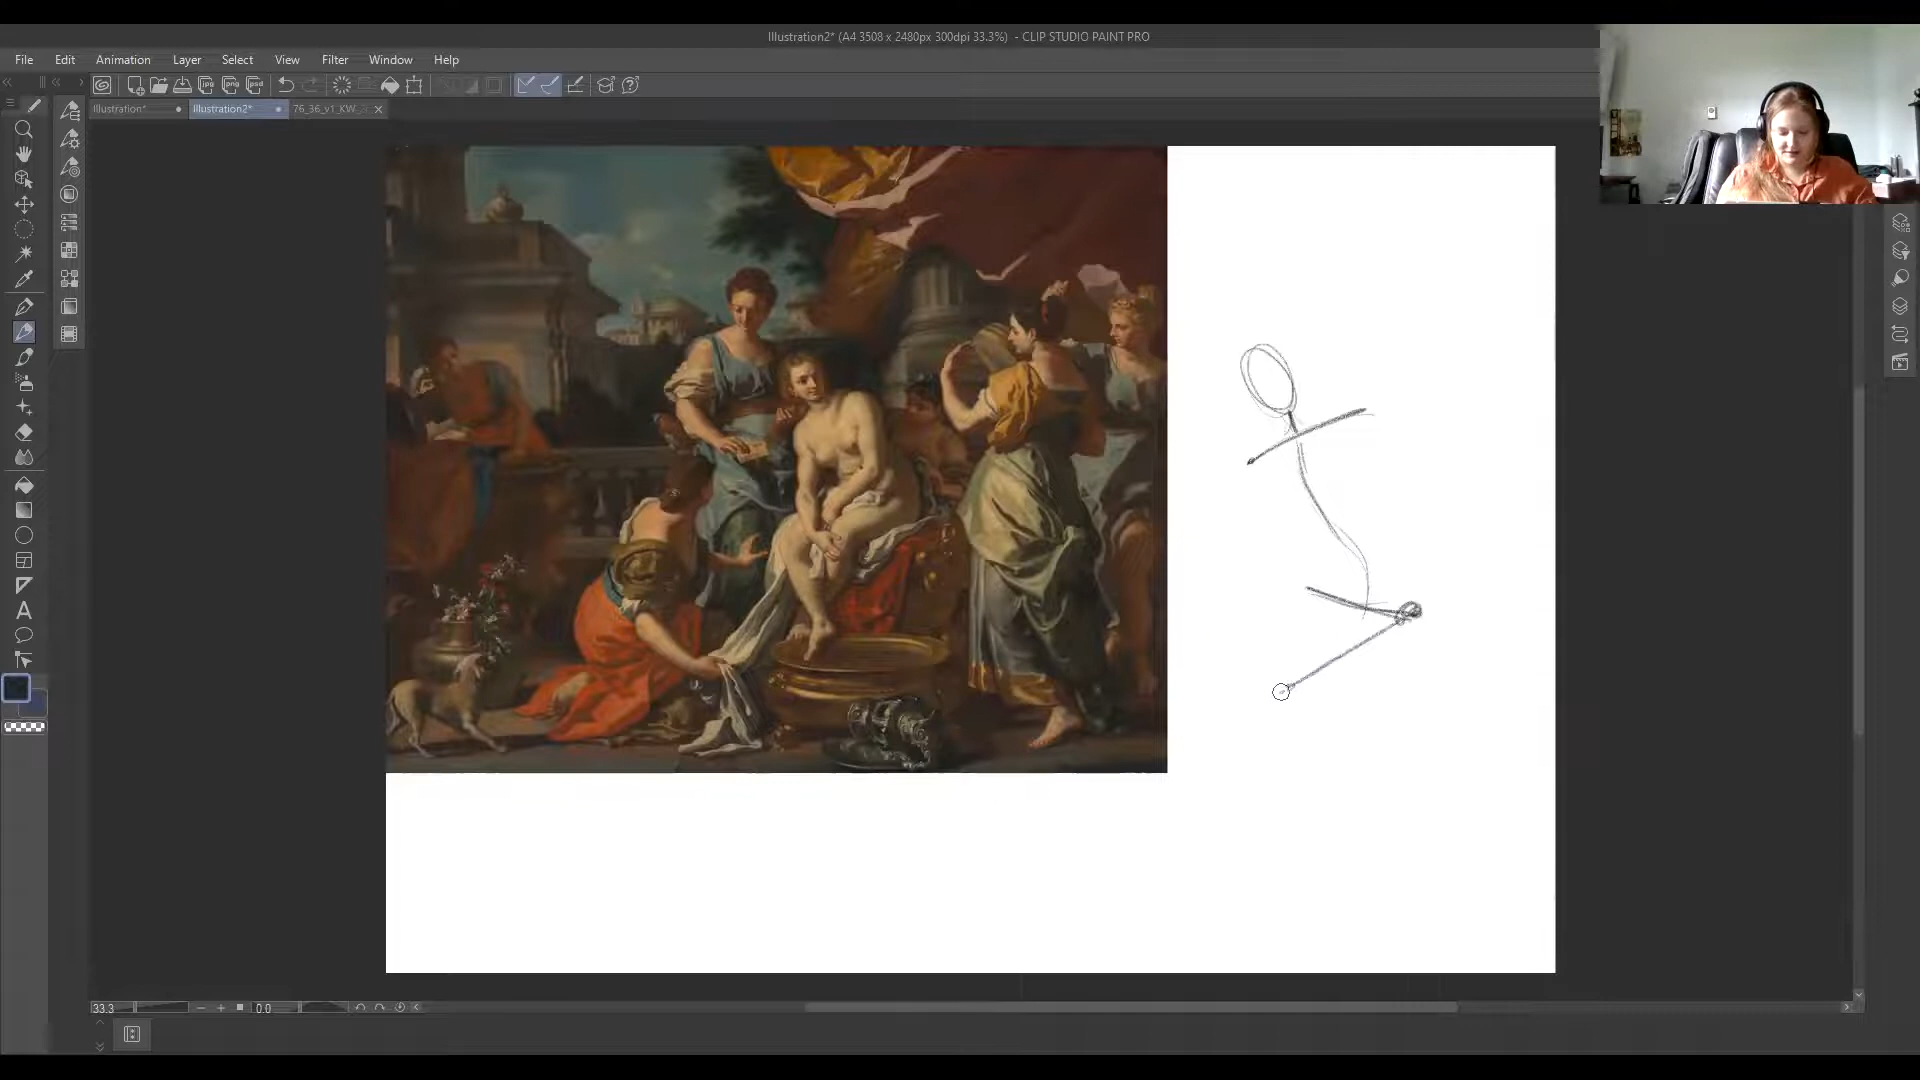 Illustration2* (A4 3508 x 2480px 300dpi 33.3%) - CLIP STUDIO PAINT PRO
File Edit Animation Layer Select View Filter Window Help
Illustration* Illustration2* 76_36_v1_KW_
33.3 0.0